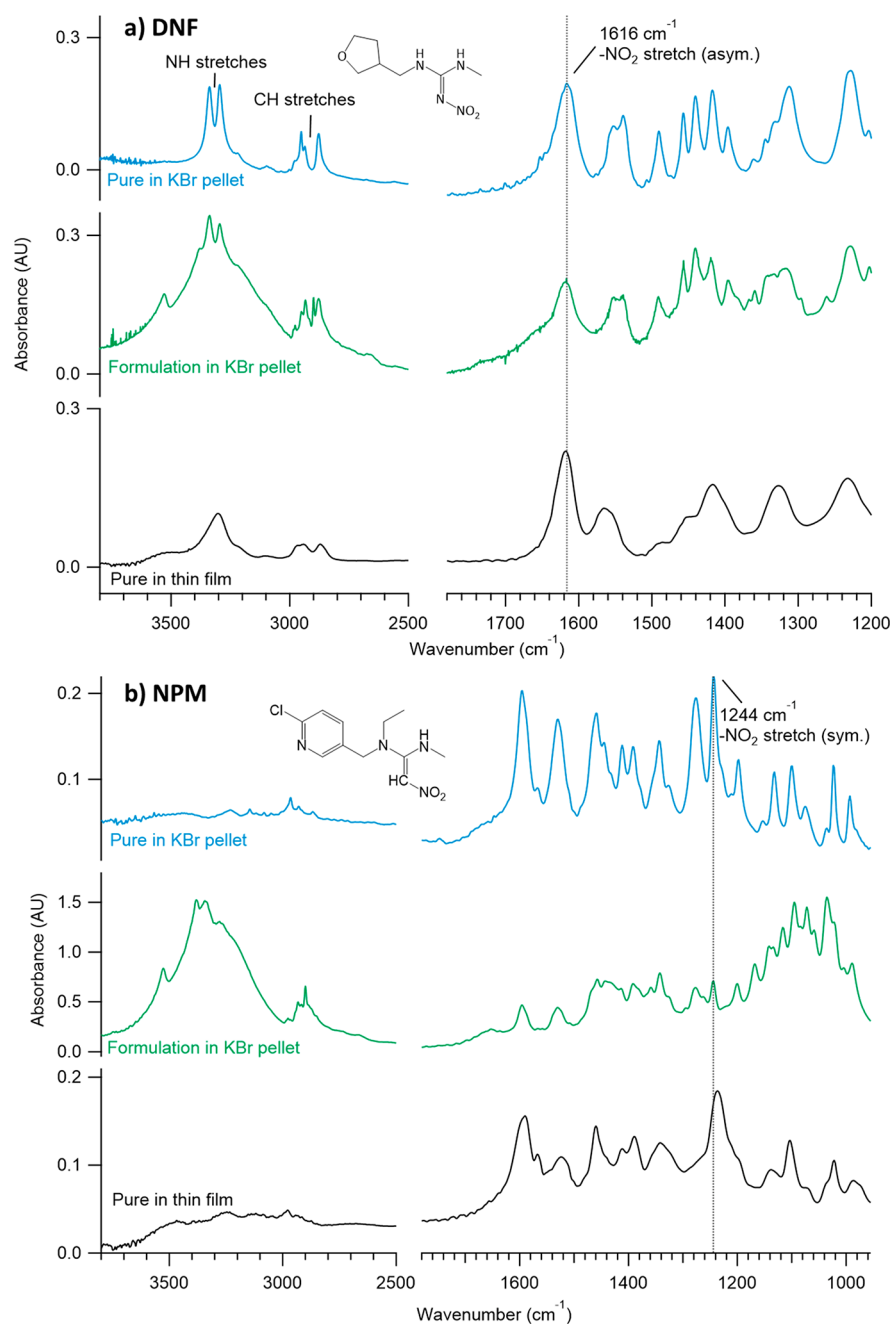 a) DNF
0.3
0.0
NH stretches
CH stretches
O
H
N
H
N
N
NO2
1616 cm-1
-NO2 stretch (asym.)
Pure in KBr pellet
0.3
0.0
Formulation in KBr pellet
Absorbance (AU)
0.3
0.0
Pure in thin film
3500 3000 2500 1700 1600 1500 1400 1300 1200
Wavenumber (cm-1)
b) NPM
0.2
0.1
Cl
N
N
H
N
HC
NO2
1244 cm-1
-NO2 stretch (sym.)
Pure in KBr pellet
1.5
1.0
0.5
0.0
Formulation in KBr pellet
Absorbance (AU)
0.2
0.1
0.0
Pure in thin film
3500 3000 2500 1600 1400 1200 1000
Wavenumber (cm-1)